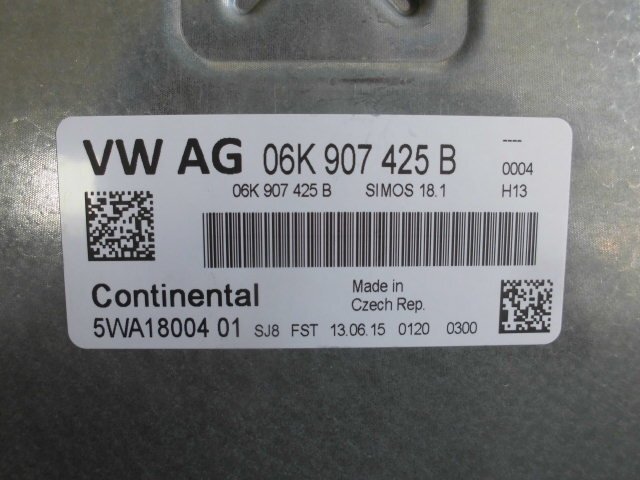 VW AG 06K 907 425 B
----
0004
06K 907 425 B SIMOS 18.1 H13
Continental
Made in
Czech Rep.
5WA18004 01 SJ8 FST 13.06.15 0120 0300